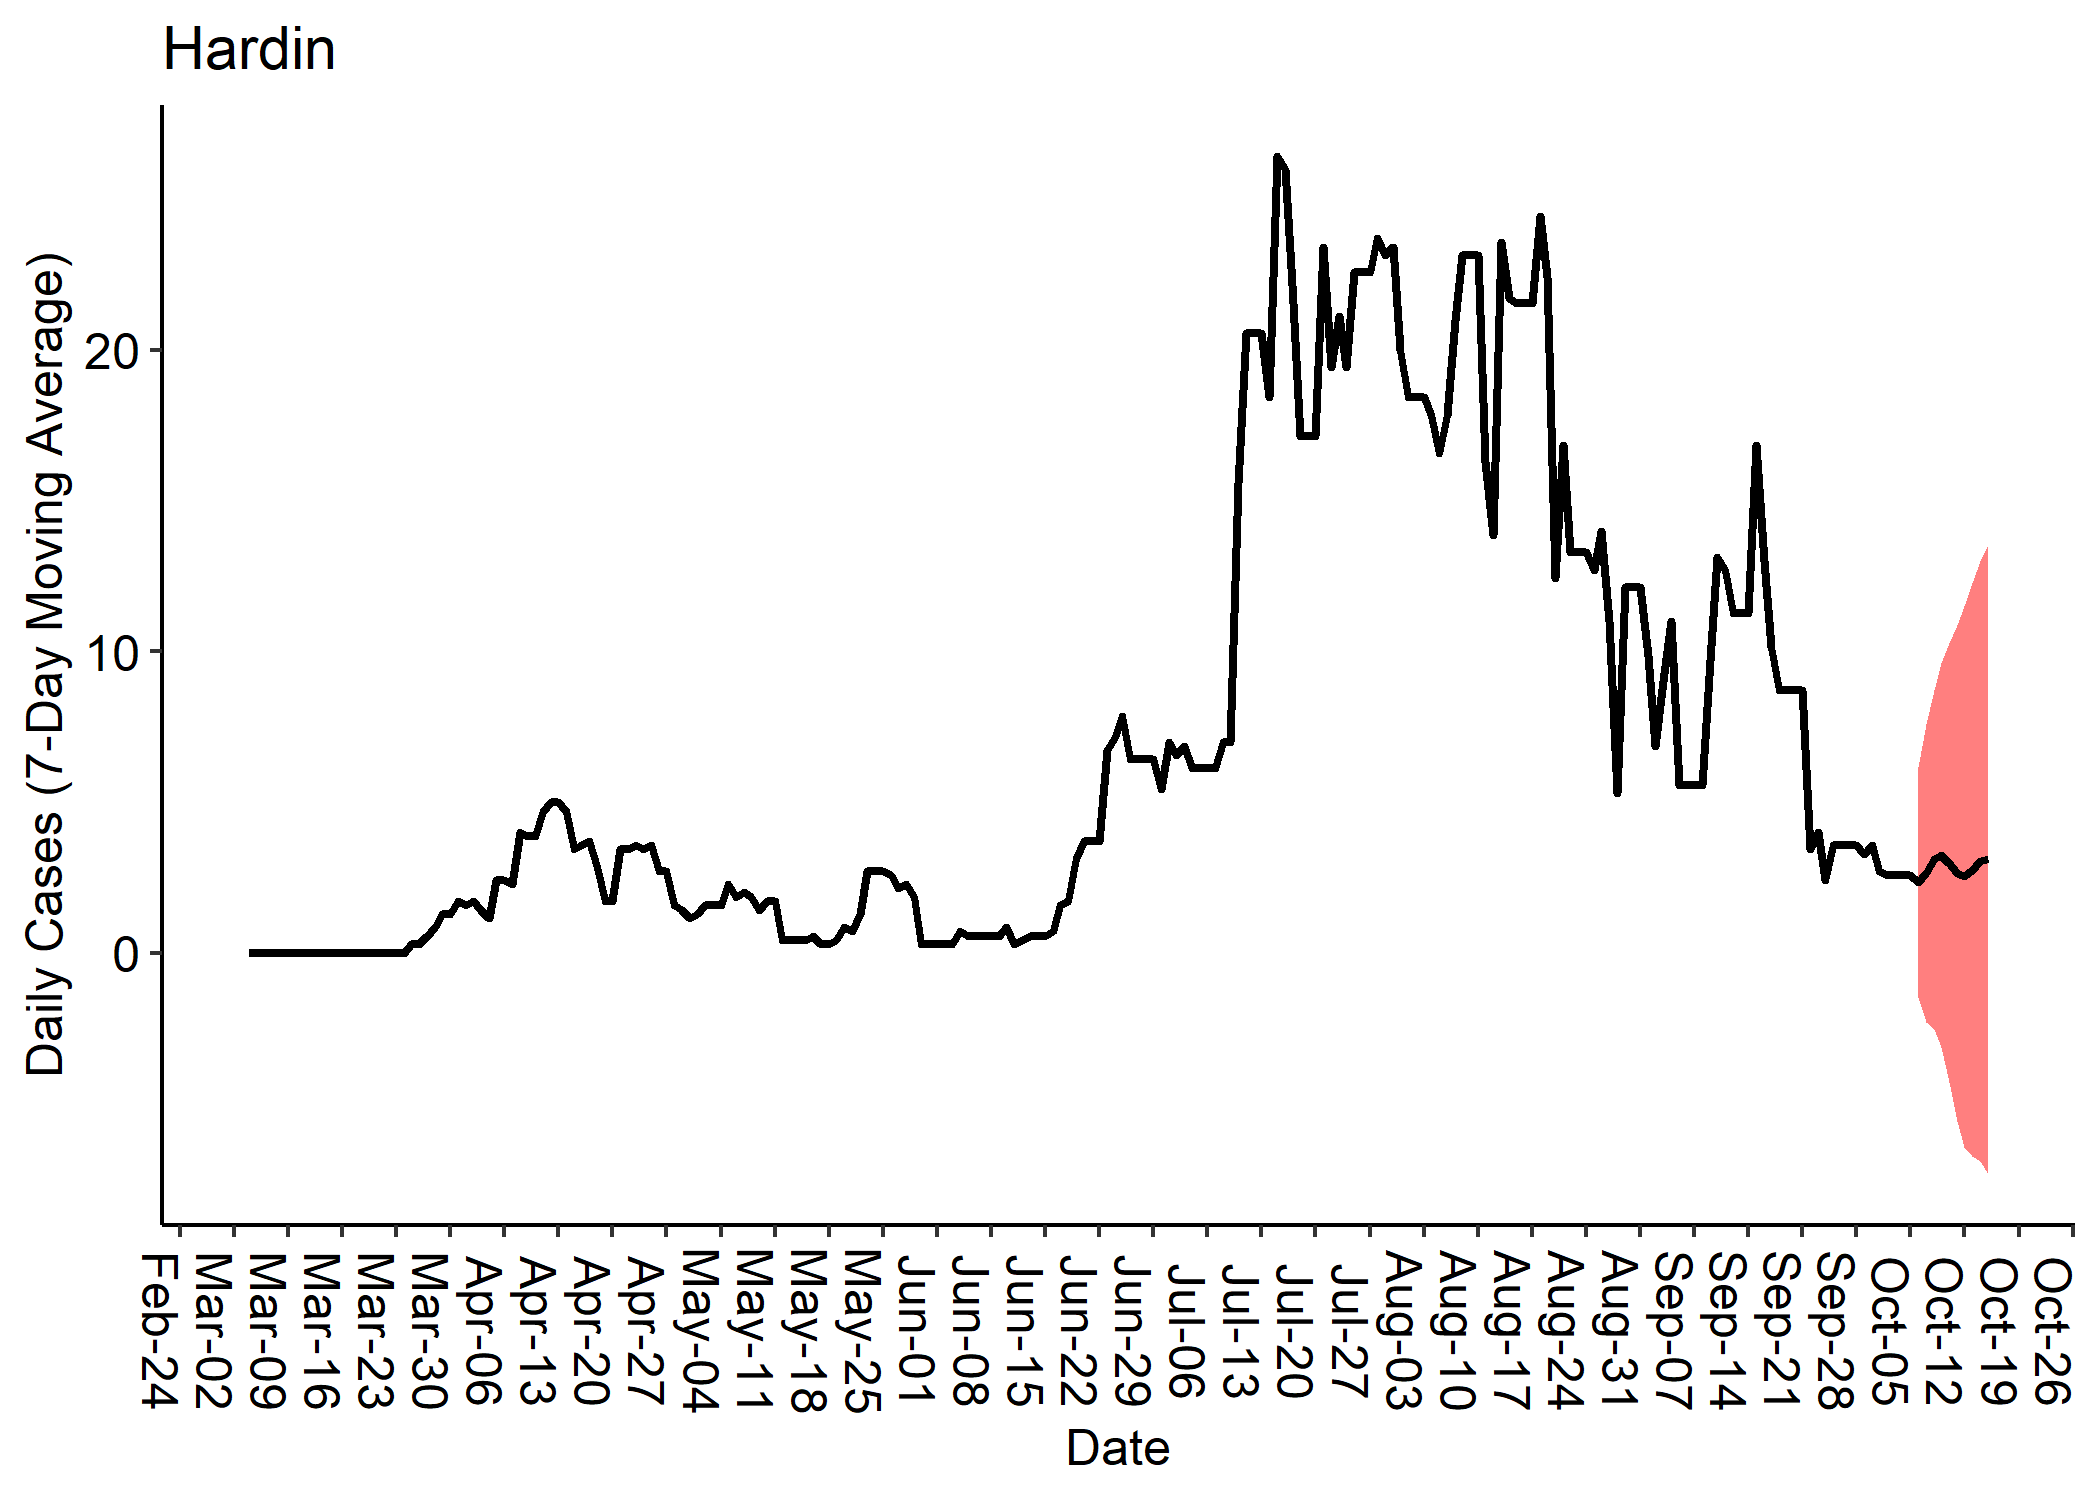 Hardin
Daily Cases (7-Day Moving Average)
20
10
0
Feb-24
Mar-02
Mar-09
Mar-16
Mar-23
Mar-30
Apr-06
Apr-13
Apr-20
Apr-27
May-04
May-11
May-18
May-25
Jun-01
Jun-08
Jun-15
Jun-22
Jun-29
Jul-06
Jul-13
Jul-20
Jul-27
Aug-03
Aug-10
Aug-17
Aug-24
Aug-31
Sep-07
Sep-14
Sep-21
Sep-28
Oct-05
Oct-12
Oct-19
Oct-26
Date